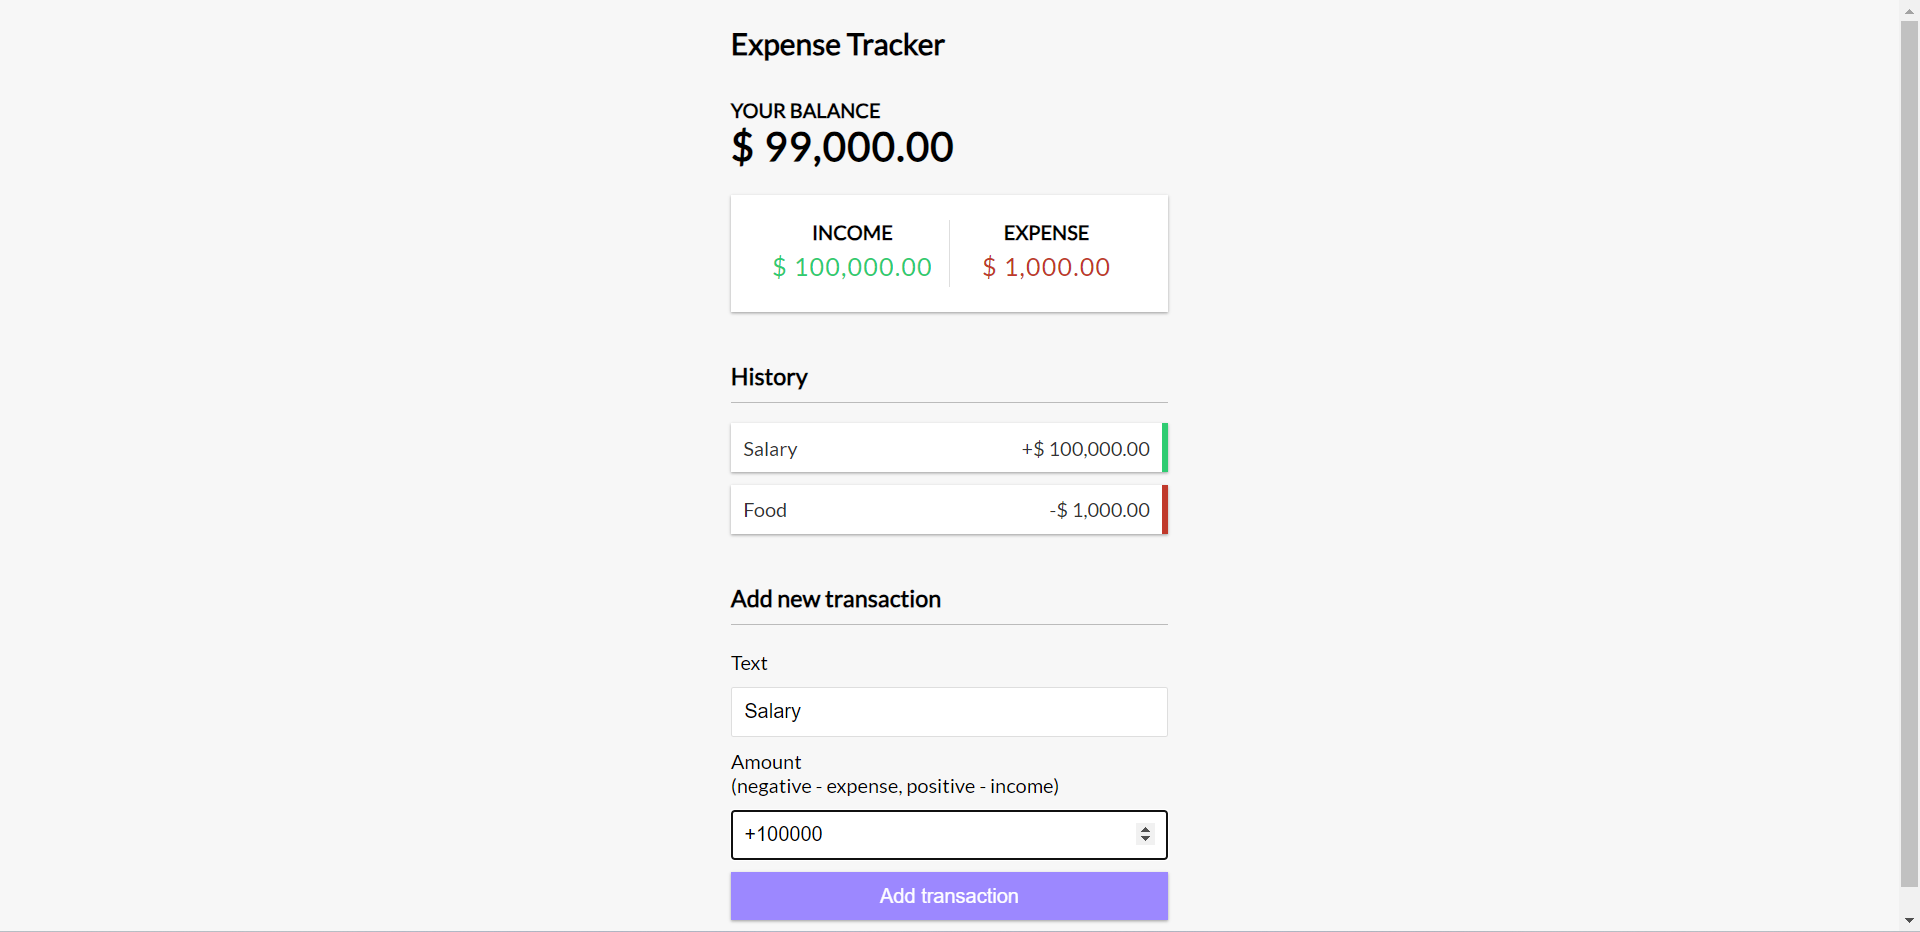 Expense Tracker
YOUR BALANCE
$ 99,000.00
INCOME
EXPENSE
$ 100,000.00
$ 1,000.00
History
Salary
+$ 100,000.00
Food
-$ 1,000.00
Add new transaction
Text
Salary
Amount
(negative - expense, positive - income)
+100000
Add transaction